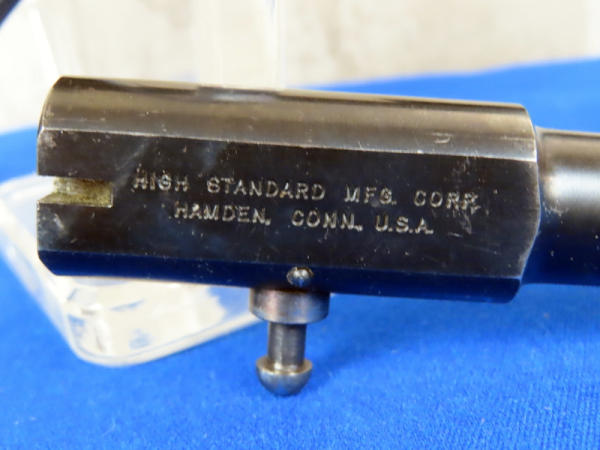 HIGH STANDARD MFG. CORP.
HAMDEN, CONN., U.S.A.